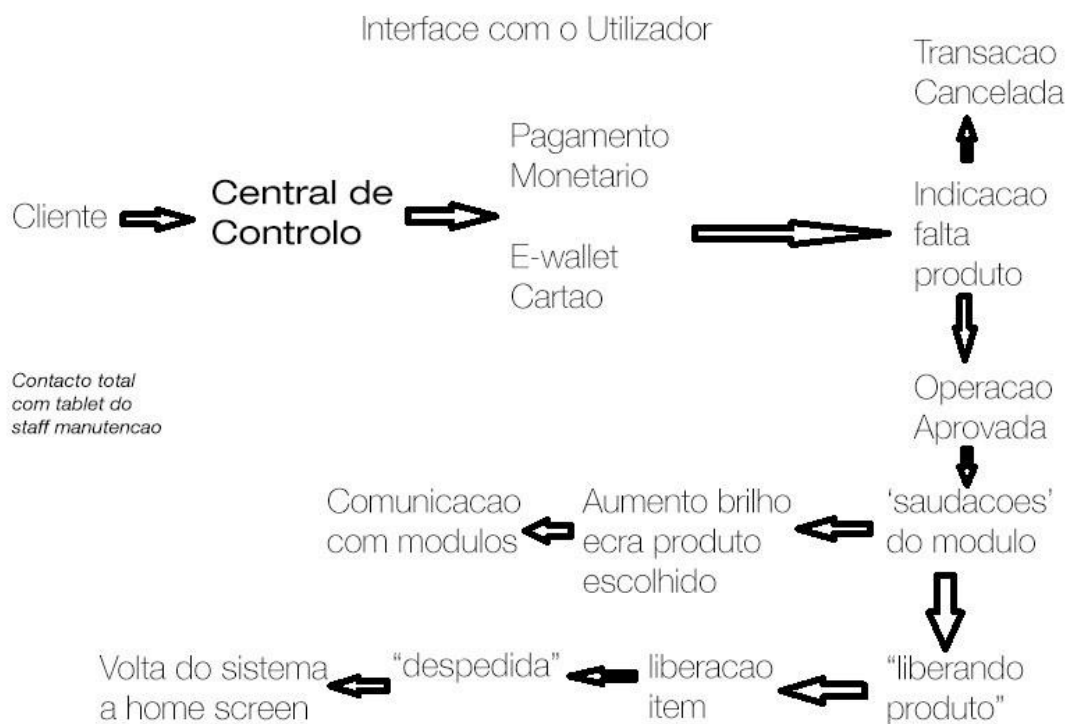 Interface com o Utilizador
Transacao
Cancelada
Pagamento
Monetario
Cliente
Central de
Controlo
E-wallet
Cartao
Indicacao
falta
produto
Contacto total
com tablet do
staff manutencao
Operacao
Aprovada
Comunicacao
com modulos
Aumento brilho
ecra produto
escolhido
‘saudacoes’
do modulo
Volta do sistema
a home screen
“despedida”
liberacao
item
“liberando
produto”